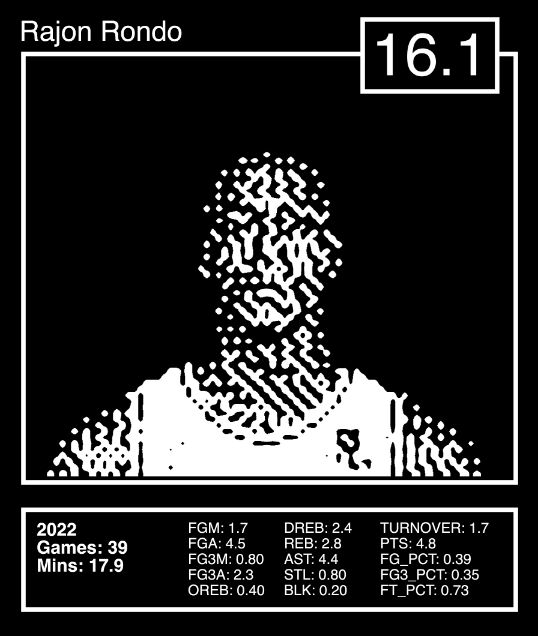 Rajon Rondo
16.1
2022
Games: 39
Mins: 17.9
FGM: 1.7
FGA: 4.5
FG3M: 0.80
FG3A: 2.3
OREB: 0.40
DREB: 2.4
REB: 2.8
AST: 4.4
STL: 0.80
BLK: 0.20
TURNOVER: 1.7
PTS: 4.8
FG_PCT: 0.39
FG3_PCT: 0.35
FT_PCT: 0.73